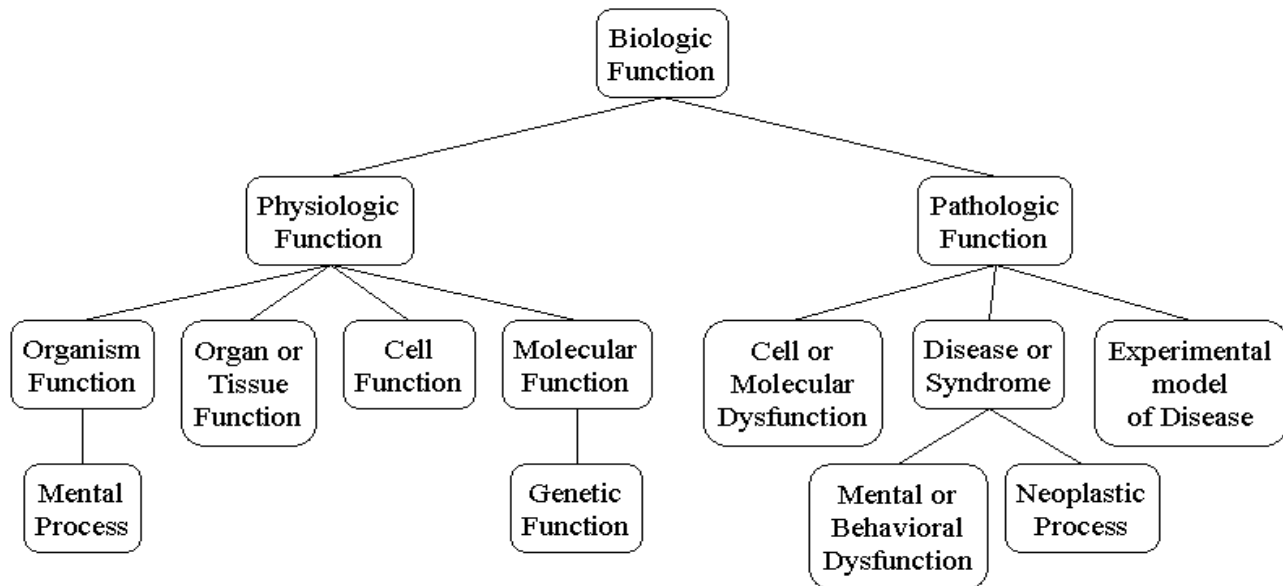 Biologic
Function
Physiologic
Function
Pathologic
Function
Organism
Function
Organ or
Tissue
Function
Cell
Function
Molecular
Function
Cell or
Molecular
Dysfunction
Disease or
Syndrome
Experimental
model
of Disease
Mental
Process
Genetic
Function
Mental or
Behavioral
Dysfunction
Neoplastic
Process